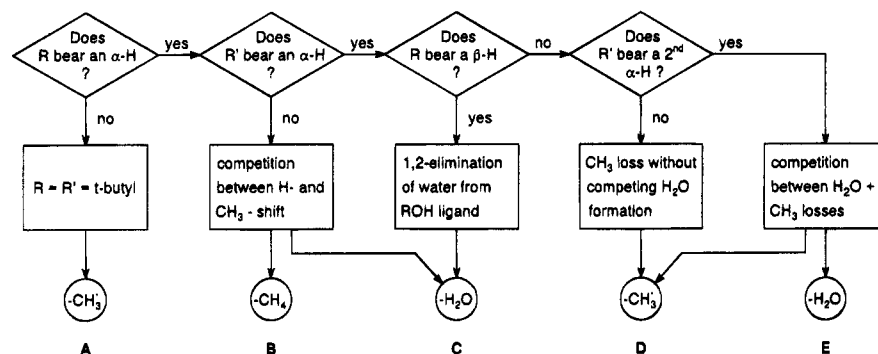 Does
R bear an α-H
?
yes
Does
R' bear an α-H
?
yes
Does
R bear a β-H
?
no
Does
R' bear a 2nd
α-H ?
yes
no
no
yes
no
R = R' = t-butyl
competition
between H- and
CH3 - shift
1,2-elimination
of water from
ROH ligand
CH3 loss without
competing H2O
formation
competition
between H2O +
CH3 losses
-CH3·
-CH4
-H2O
-CH3·
-H2O
A
B
C
D
E